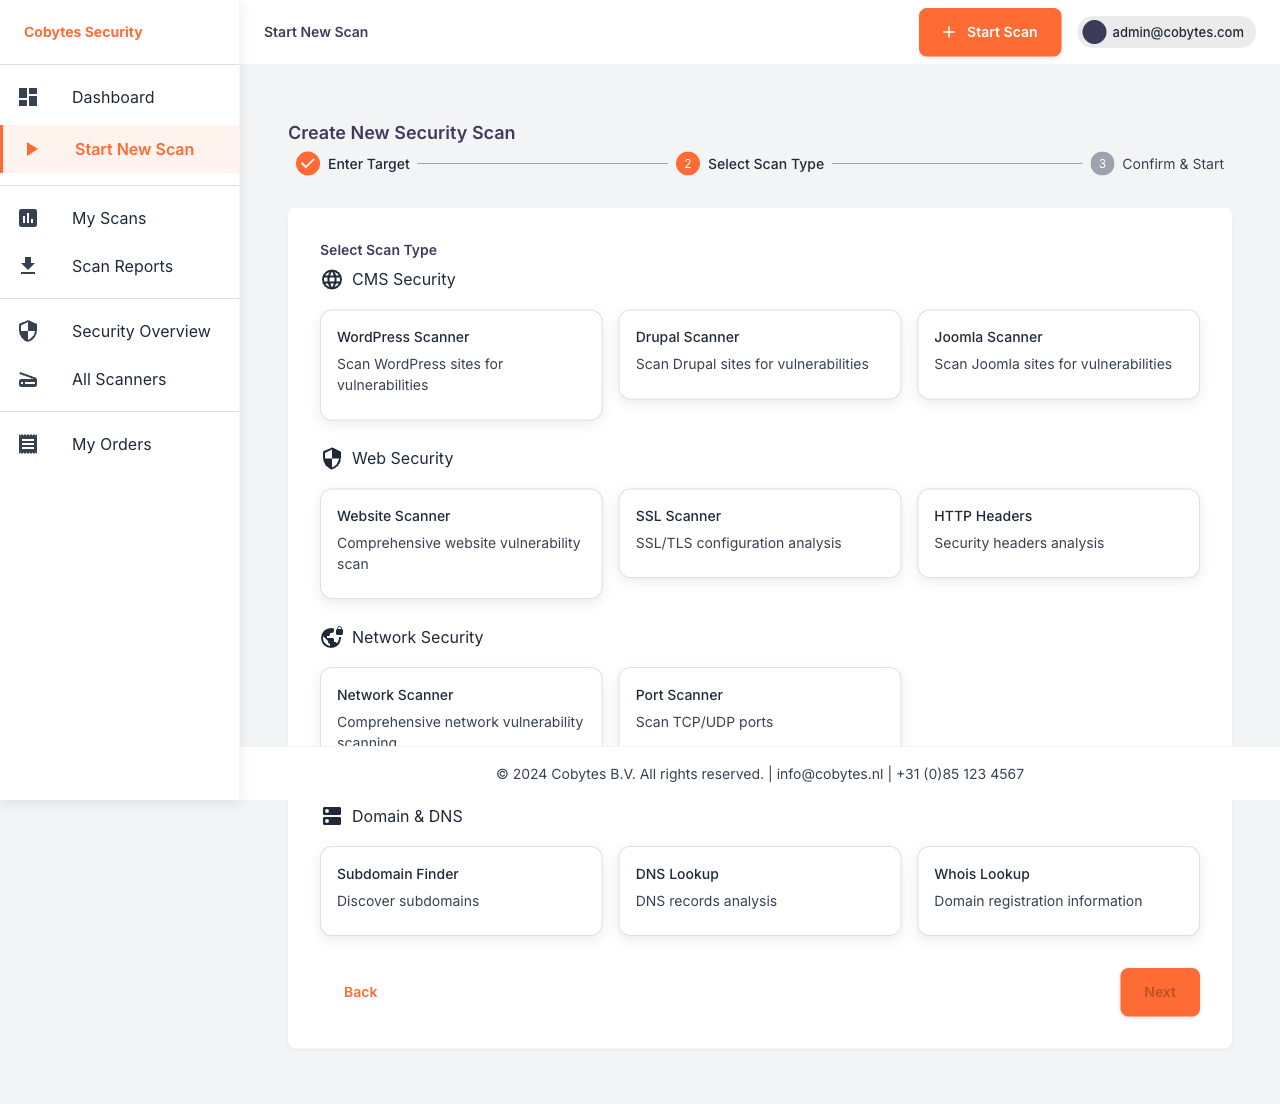 Cobytes Security
Start New Scan
Start Scan
admin@cobytes.com
Dashboard
Start New Scan
My Scans
Scan Reports
Security Overview
All Scanners
My Orders
Create New Security Scan
Enter Target
2
Select Scan Type
3
Confirm & Start
Select Scan Type
CMS Security
WordPress Scanner
Scan WordPress sites for
vulnerabilities
Drupal Scanner
Scan Drupal sites for vulnerabilities
Joomla Scanner
Scan Joomla sites for vulnerabilities
Web Security
Website Scanner
Comprehensive website vulnerability
scan
SSL Scanner
SSL/TLS configuration analysis
HTTP Headers
Security headers analysis
Network Security
Network Scanner
Comprehensive network vulnerability
scanning
Port Scanner
Scan TCP/UDP ports
© 2024 Cobytes B.V. All rights reserved. | info@cobytes.nl | +31 (0)85 123 4567
Domain & DNS
Subdomain Finder
Discover subdomains
DNS Lookup
DNS records analysis
Whois Lookup
Domain registration information
Back
Next